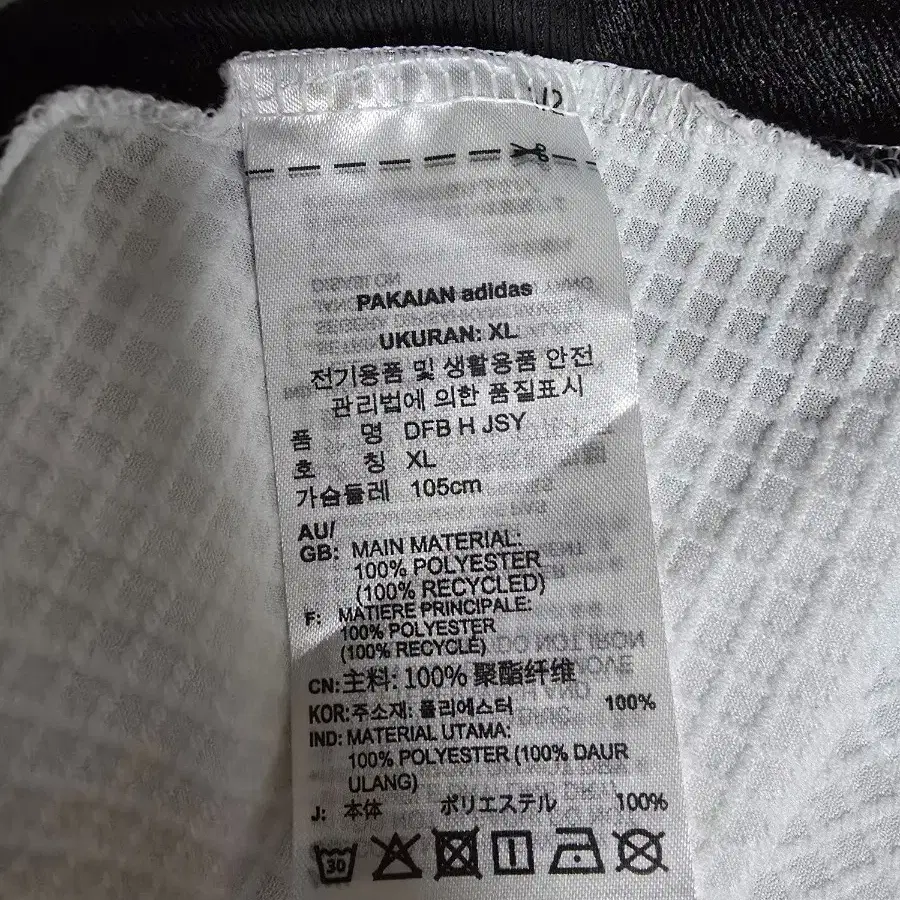 1/2
PAKAIAN adidas
UKURAN: XL
전기용품 및 생활용품 안전
관리법에 의한 품질표시
품 명 DFB H JSY
호 칭 XL
가슴둘레 105cm
AU/
GB: MAIN MATERIAL:
100% POLYESTER
(100% RECYCLED)
F: MATIERE PRINCIPALE:
100% POLYESTER
(100% RECYCLÉ)
CN: 主料: 100% 聚酯纤维
KOR: 주소재: 폴리에스터 100%
IND: MATERIAL UTAMA:
100% POLYESTER (100% DAUR
ULANG)
J: 本体 ポリエステル 100%
30